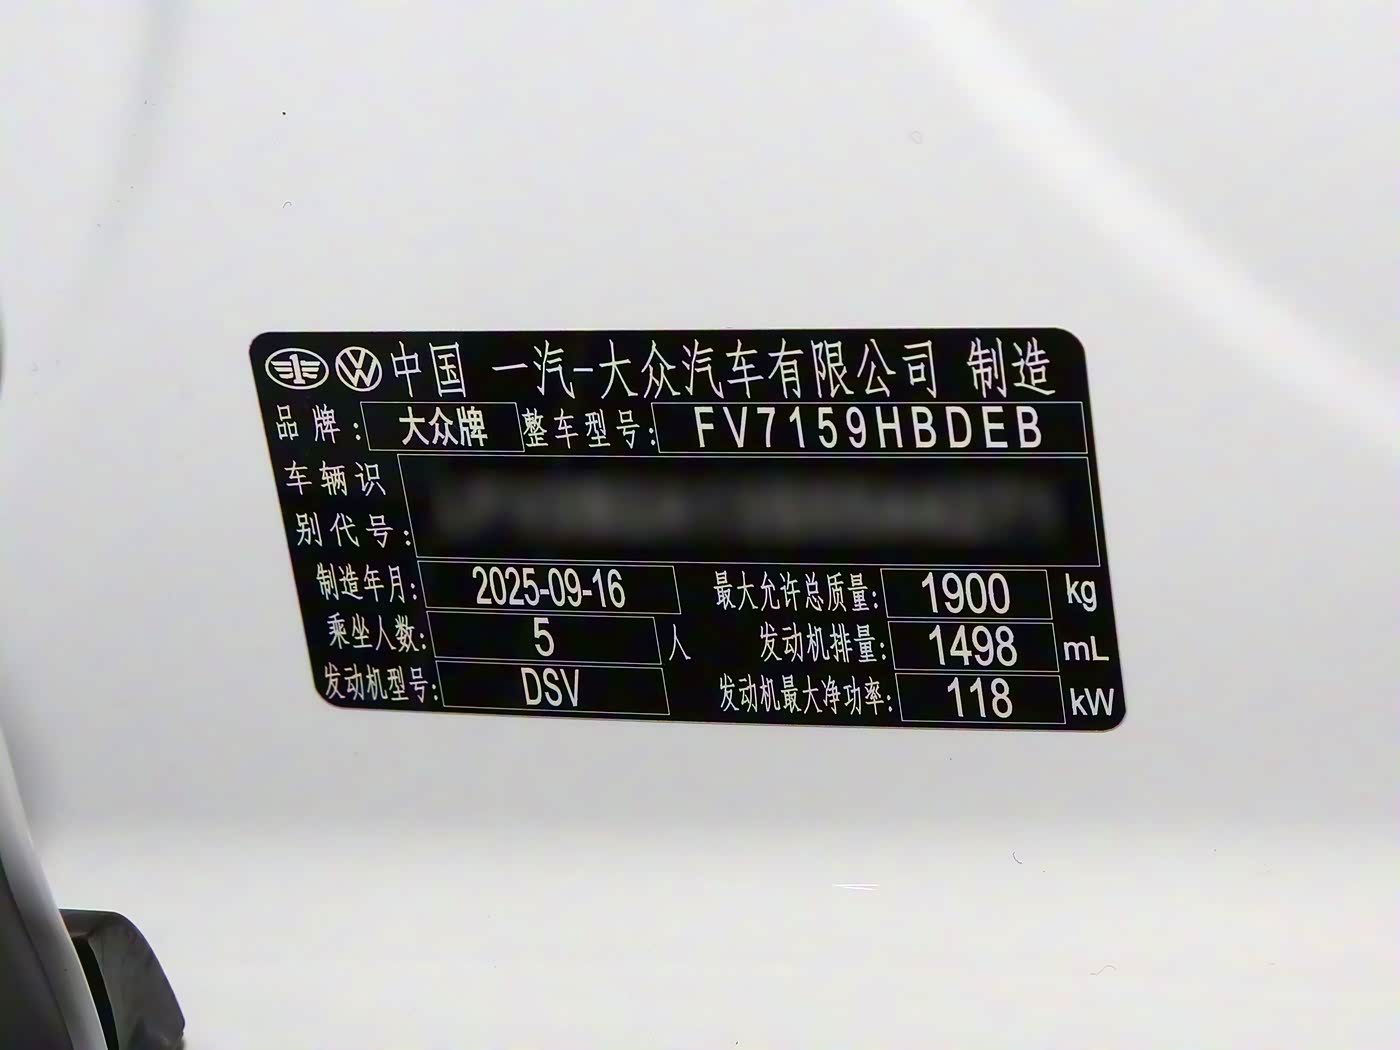 中国 一汽-大众汽车有限公司 制造
品牌: 大众牌 整车型号: FV7159HBDEB
车辆识
别代号:
制造年月: 2025-09-16 最大允许总质量: 1900 kg
乘坐人数: 5 人 发动机排量: 1498 mL
发动机型号: DSV 发动机最大净功率: 118 kW